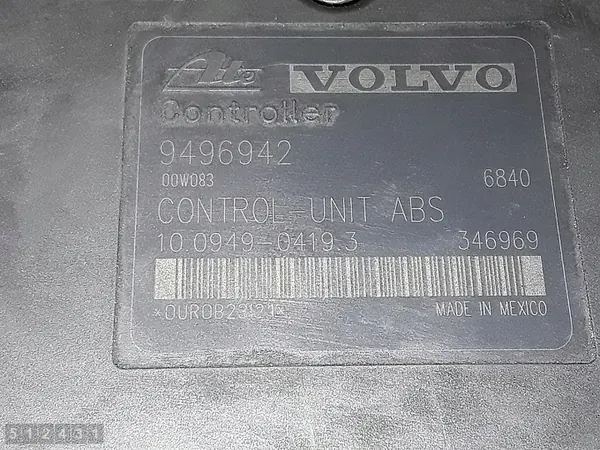 Ate VOLVO
Controller
9496942
00W083 6840
CONTROL-UNIT ABS
10.0949-0419.3 346969
MADE IN MEXICO
512431